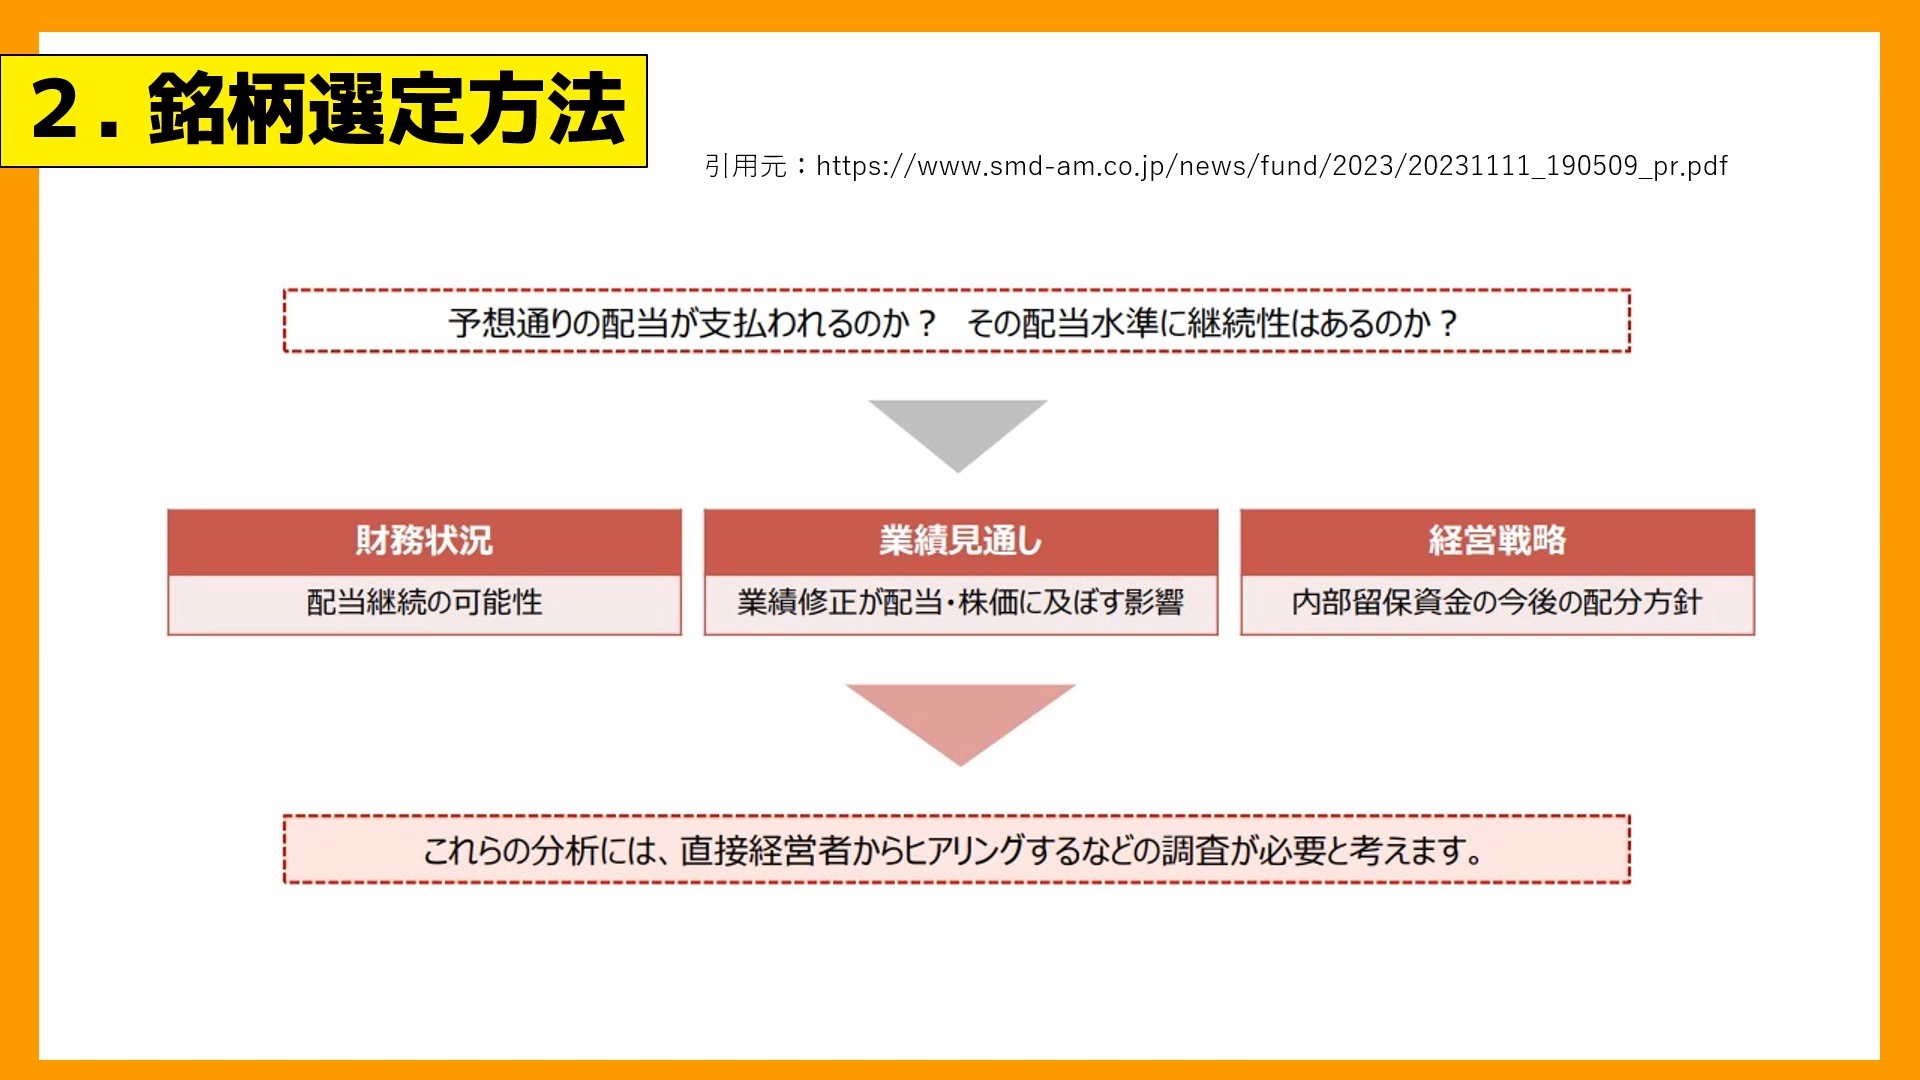 ２．銘柄選定方法
引用元：https://www.smd-am.co.jp/news/fund/2023/20231111_190509_pr.pdf
予想通りの配当が支払われるのか？　その配当水準に継続性はあるのか？
財務状況
配当継続の可能性
業績見通し
業績修正が配当・株価に及ぼす影響
経営戦略
内部留保資金の今後の配分方針
これらの分析には、直接経営者からヒアリングするなどの調査が必要と考えます。